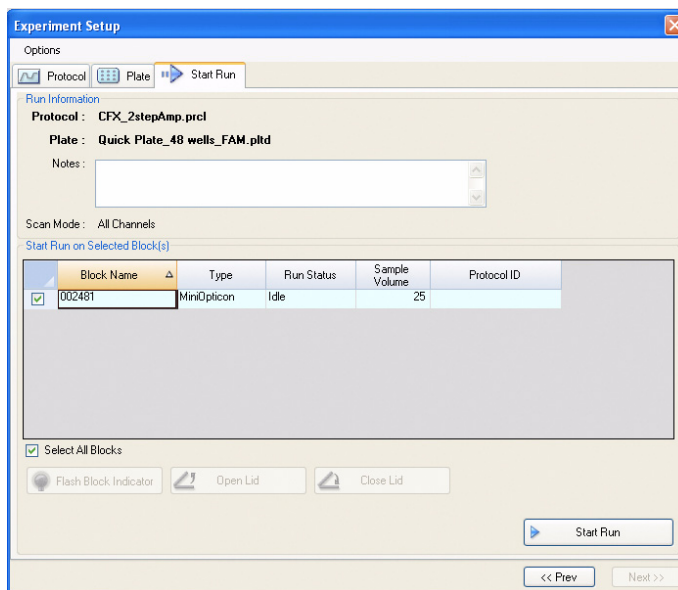 Experiment Setup
Options
Protocol Plate Start Run
Run Information
Protocol : CFX_2stepAmp.prcl
Plate : Quick Plate_48 wells_FAM.pltd
Notes :
Scan Mode : All Channels
Start Run on Selected Block(s)
Block Name Type Run Status Sample Volume Protocol ID
002481 MiniOpticon Idle 25
Select All Blocks
Flash Block Indicator Open Lid Close Lid
Start Run
<< Prev Next >>